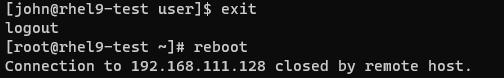 [john@rhel9-test user]$ exit
logout
[root@rhel9-test ~]# reboot
Connection to 192.168.111.128 closed by remote host.